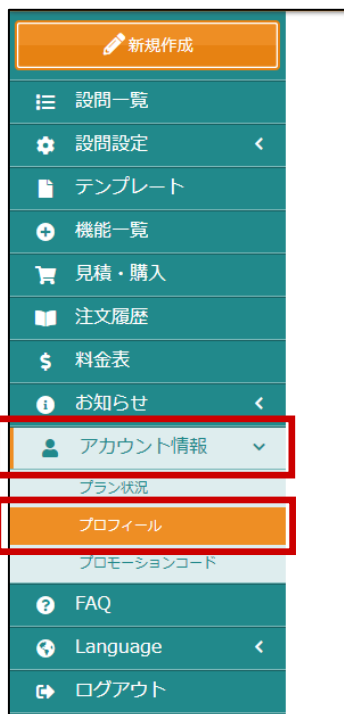 新規作成
設問一覧
設問設定
テンプレート
機能一覧
見積・購入
注文履歴
料金表
お知らせ
アカウント情報
プラン状況
プロフィール
プロモーションコード
FAQ
Language
ログアウト